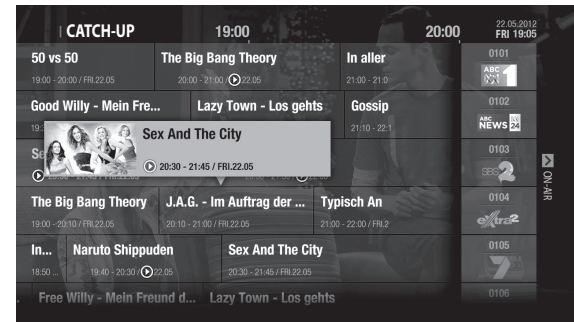 CATCH-UP 19:00 20:00 22.05.2012
FRI 19:05
50 vs 50 The Big Bang Theory In aller 0101
19:00 - 20:00 / FRI.22.05 20:00 - 21:00 / 22.05 21:00 - 21:0 ABC 1
Good Willy - Mein Fre... Lazy Town - Los gehts Gossip 0102
19: 21:10 - 22:1 ABC NEWS 24
Sex And The City
20:30 - 21:45 / FRI.22.05
Se 0103
SBS 2
ON-AIR
The Big Bang Theory J.A.G. - Im Auftrag der ... Typisch An 0104
19:00 - 20:10 / FRI.22.05 20:10 - 21:00 / FRI.22.05 21:00 - 22:00 / FRI.2 extra2
In... Naruto Shippuden Sex And The City 0105
18:50 ... 19:40 - 20:30 / 22.05 20:30 - 21:45 / FRI.22.05 7
. Free Willy - Mein Freund d... Lazy Town - Los gehts 0106